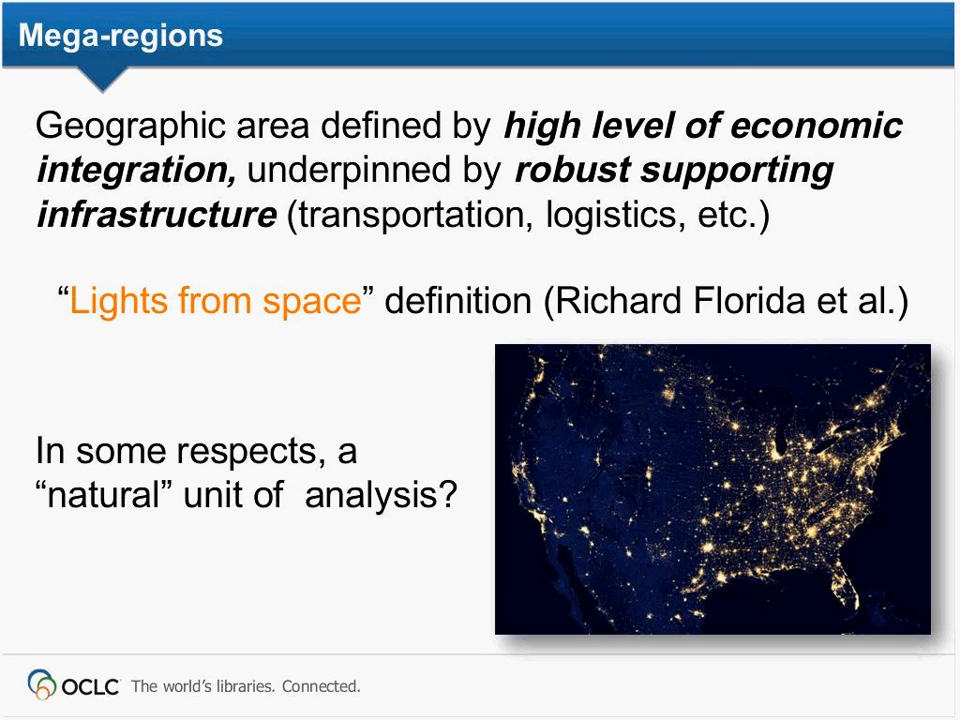 Mega-regions
Geographic area defined by high level of economic
integration, underpinned by robust supporting
infrastructure (transportation, logistics, etc.)
“Lights from space” definition (Richard Florida et al.)
In some respects, a
“natural” unit of  analysis?
OCLC The world’s libraries. Connected.